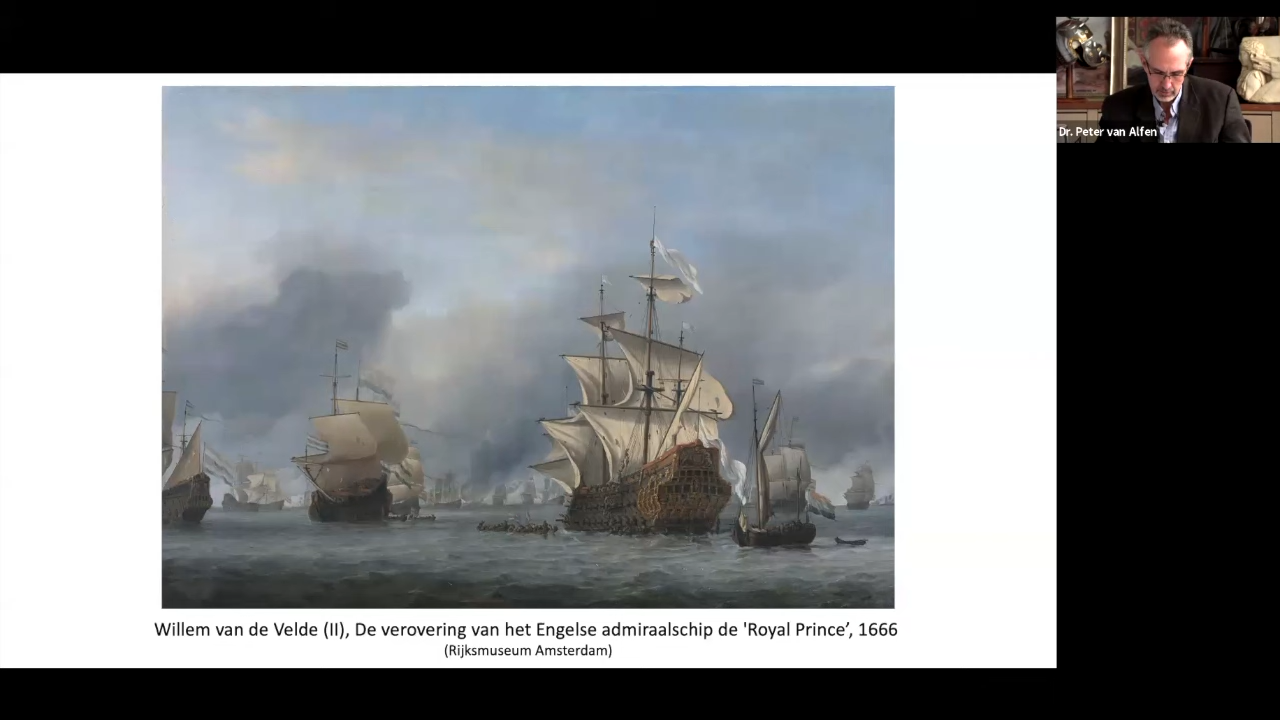 Dr. Peter van Alfen
Willem van de Velde (II), De verovering van het Engelse admiraalschip de 'Royal Prince’, 1666
(Rijksmuseum Amsterdam)